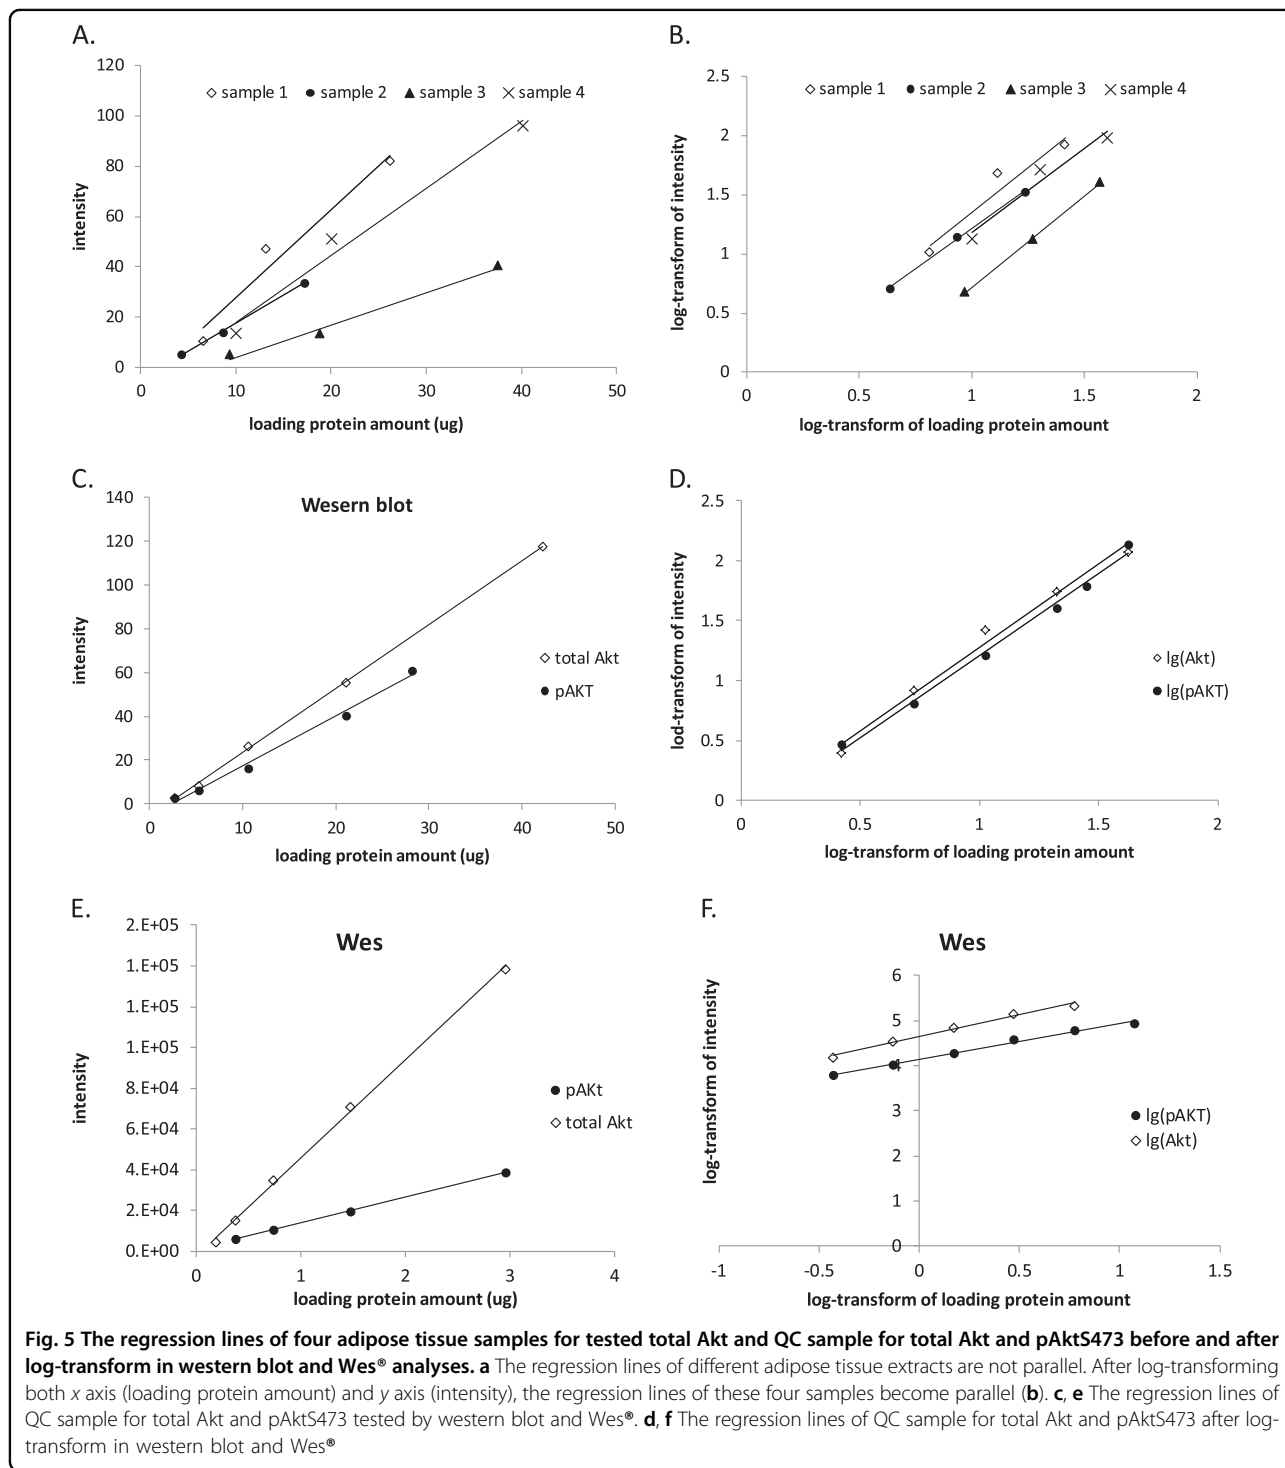 A.
120
100
80
60
40
20
0
0 10 20 30 40 50
◇ sample 1 ● sample 2 ▲ sample 3 × sample 4
intensity
loading protein amount (ug)
B.
2.5
2
1.5
1
0.5
0
0 0.5 1 1.5 2
◇ sample 1 ● sample 2 ▲ sample 3 × sample 4
log-transform of intensity
log-transform of loading protein amount
C.
Wesern blot
140
120
100
80
60
40
20
0
0 10 20 30 40 50
◇ total Akt
● pAKT
intensity
loading protein amount (ug)
D.
2.5
2
1.5
1
0.5
0
0 0.5 1 1.5 2
◇ lg(Akt)
● lg(pAKT)
lod-transform of intensity
log-transform of loading protein amount
E.
Wes
2.E+05
1.E+05
1.E+05
1.E+05
8.E+04
6.E+04
4.E+04
2.E+04
0.E+00
0 1 2 3 4
● pAKt
◇ total Akt
intensity
loading protein amount (ug)
F.
Wes
6
5
4
3
2
1
0
-1 -0.5 0 0.5 1 1.5
● lg(pAKT)
◇ lg(Akt)
log-transform of intensity
log-transform of loading protein amount
Fig. 5 The regression lines of four adipose tissue samples for tested total Akt and QC sample for total Akt and pAktS473 before and after
log-transform in western blot and Wes® analyses. a The regression lines of different adipose tissue extracts are not parallel. After log-transforming
both x axis (loading protein amount) and y axis (intensity), the regression lines of these four samples become parallel (b). c, e The regression lines of
QC sample for total Akt and pAktS473 tested by western blot and Wes®. d, f The regression lines of QC sample for total Akt and pAktS473 after log-
transform in western blot and Wes®